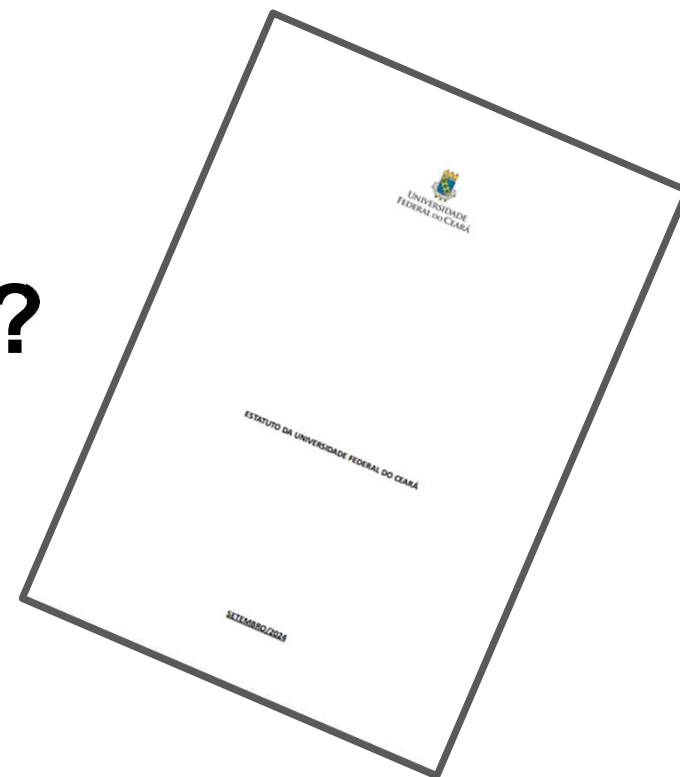 ?
UNIVERSIDADE
FEDERAL DO CEARÁ
ESTATUTO DA UNIVERSIDADE FEDERAL DO CEARÁ
SETEMBRO/2024